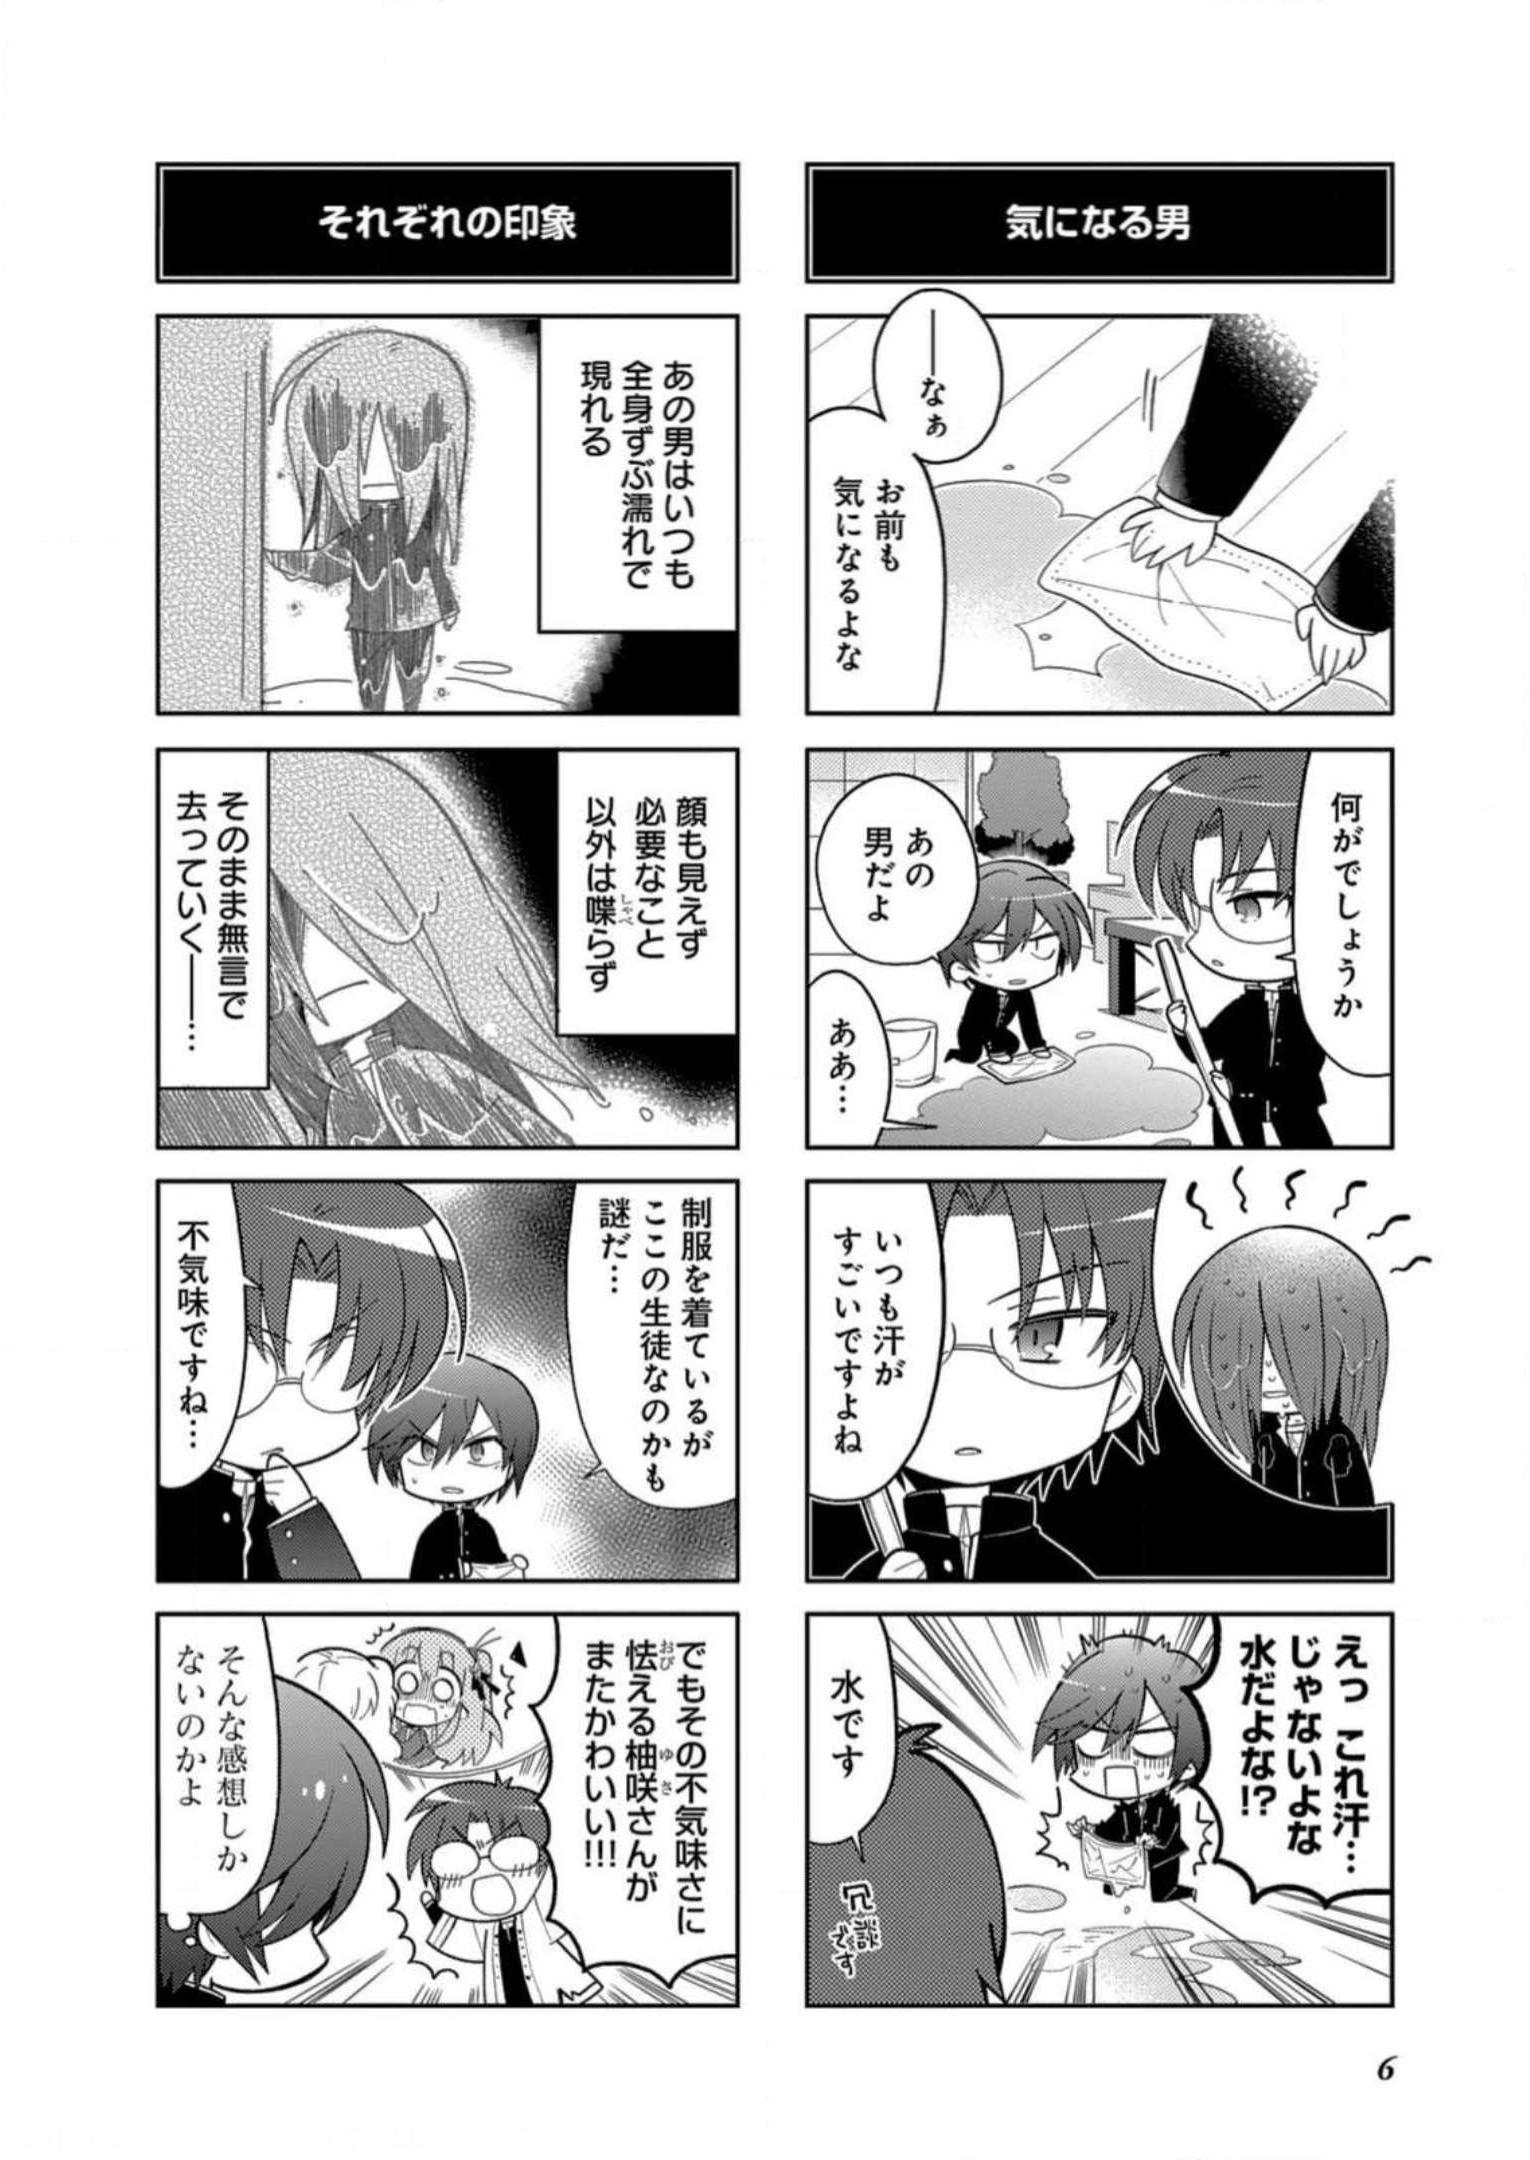 気になる男
――なぁ
お前も
気になるよな
何がでしょうか
あの
男だよ
ああ…
いつも汗が
すごいですよね
えっ これ汗…
じゃないよな
水だよな!?
水です
冗談
です
それぞれの印象
あの男はいつも
全身ずぶ濡れで
現れる
顔も見えず
必要なこと
以外は喋らず
しゃべ
そのまま無言で
去っていく――…
制服を着ているが
ここの生徒なのかも
謎だ…
不気味ですね…
でもその不気味さに
怯える柚咲さんが
おび
ゆさ
またかわいい!!!
そんな感想しか
ないのかよ
6